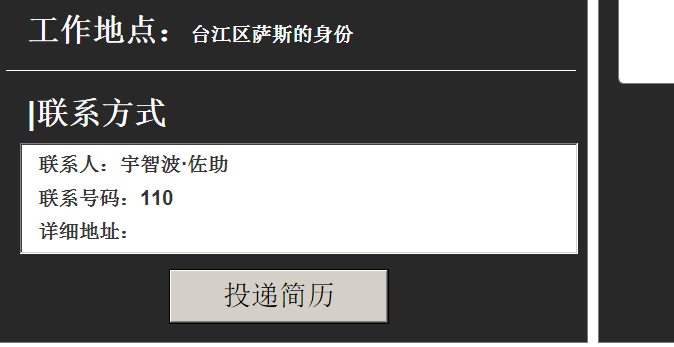 工作地点：台江区萨斯的身份
|联系方式
联系人：宇智波·佐助
联系号码：110
详细地址：
投递简历